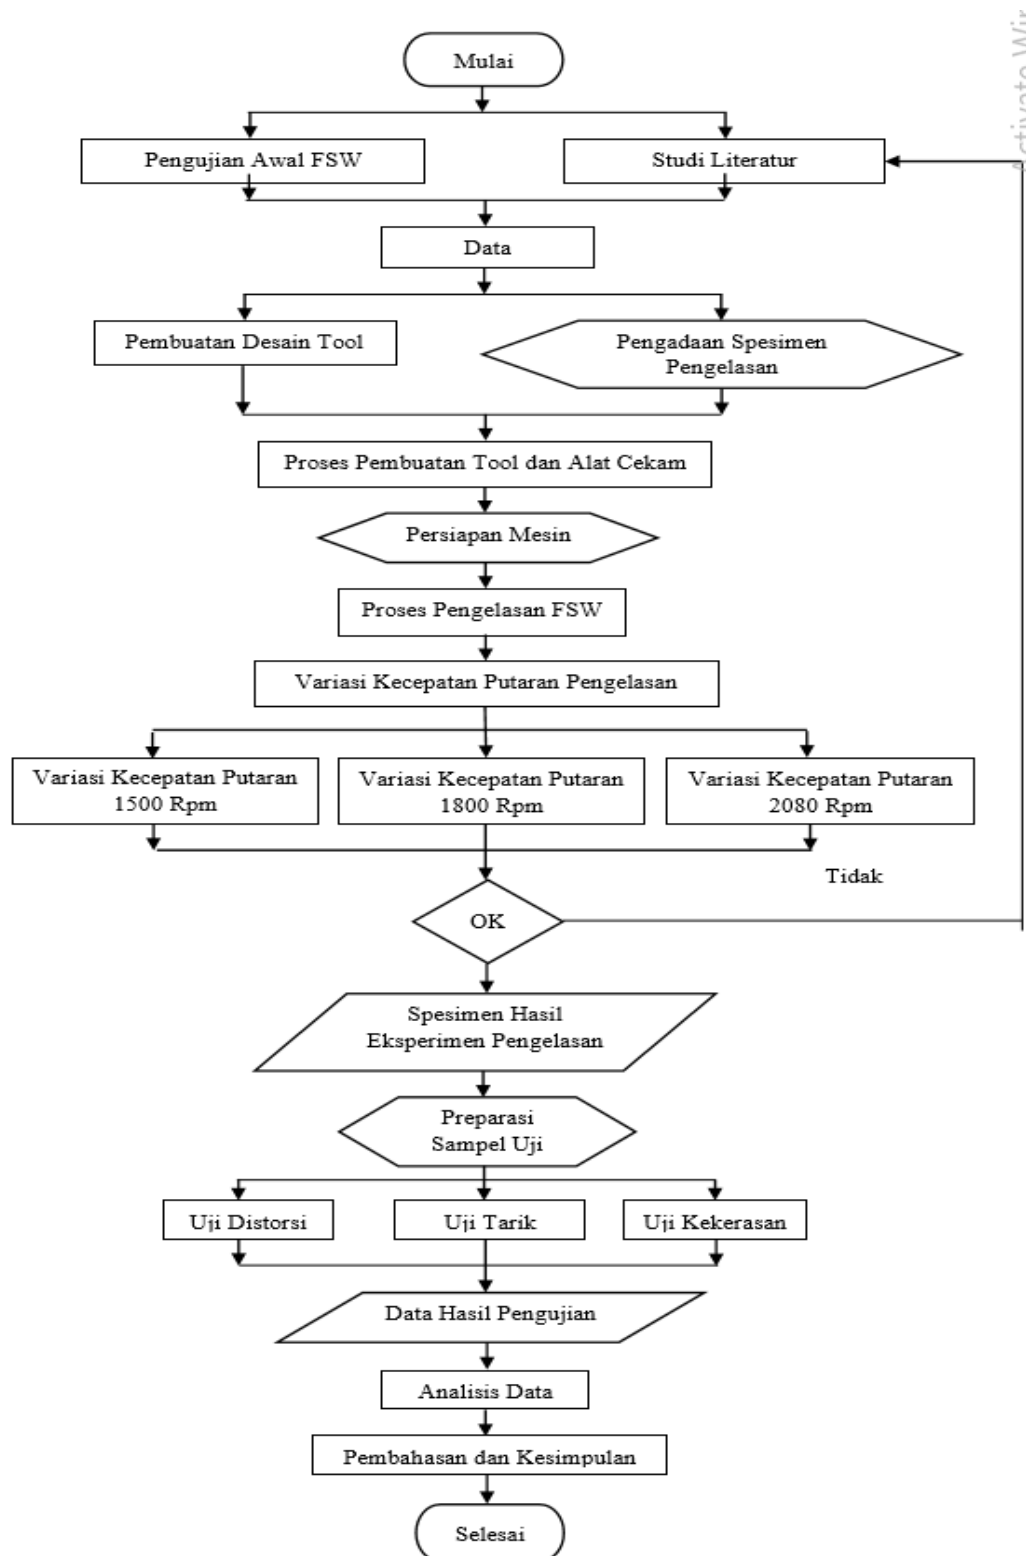 Mulai
Activate Win
Pengujian Awal FSW
Studi Literatur
Data
Pembuatan Desain Tool
Pengadaan Spesimen
Pengelasan
Proses Pembuatan Tool dan Alat Cekam
Persiapan Mesin
Proses Pengelasan FSW
Variasi Kecepatan Putaran Pengelasan
Variasi Kecepatan Putaran
1500 Rpm
Variasi Kecepatan Putaran
1800 Rpm
Variasi Kecepatan Putaran
2080 Rpm
Tidak
OK
Spesimen Hasil
Eksperimen Pengelasan
Preparasi
Sampel Uji
Uji Distorsi
Uji Tarik
Uji Kekerasan
Data Hasil Pengujian
Analisis Data
Pembahasan dan Kesimpulan
Selesai